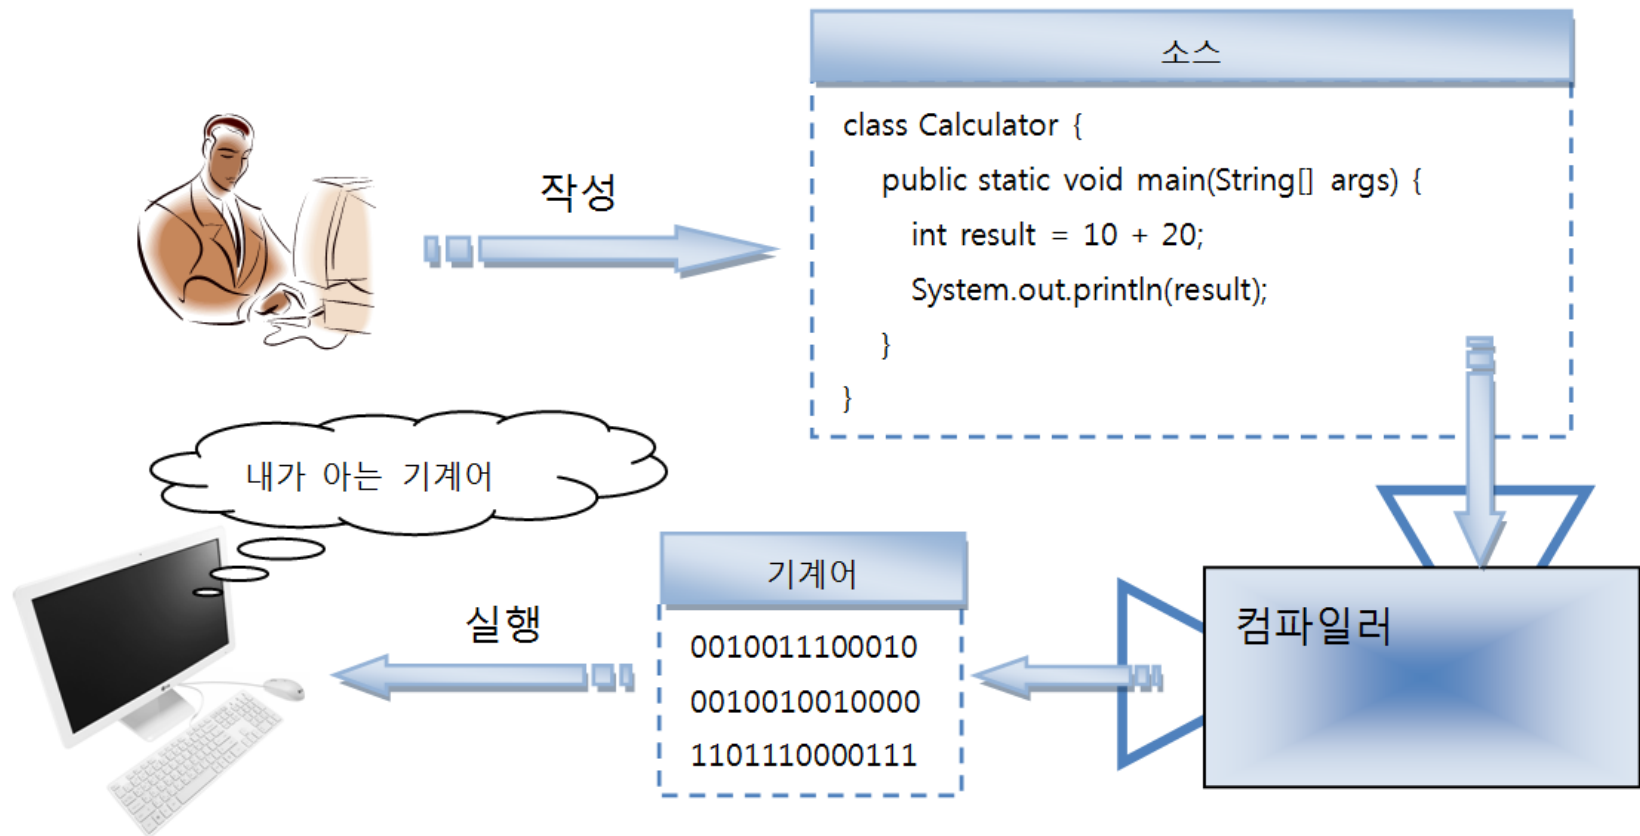 소스
class Calculator {
public static void main(String[] args) {
int result = 10 + 20;
System.out.println(result);
}
}
작성
컴파일러
기계어
0010011100010
0010010010000
1101110000111
실행
내가 아는 기계어